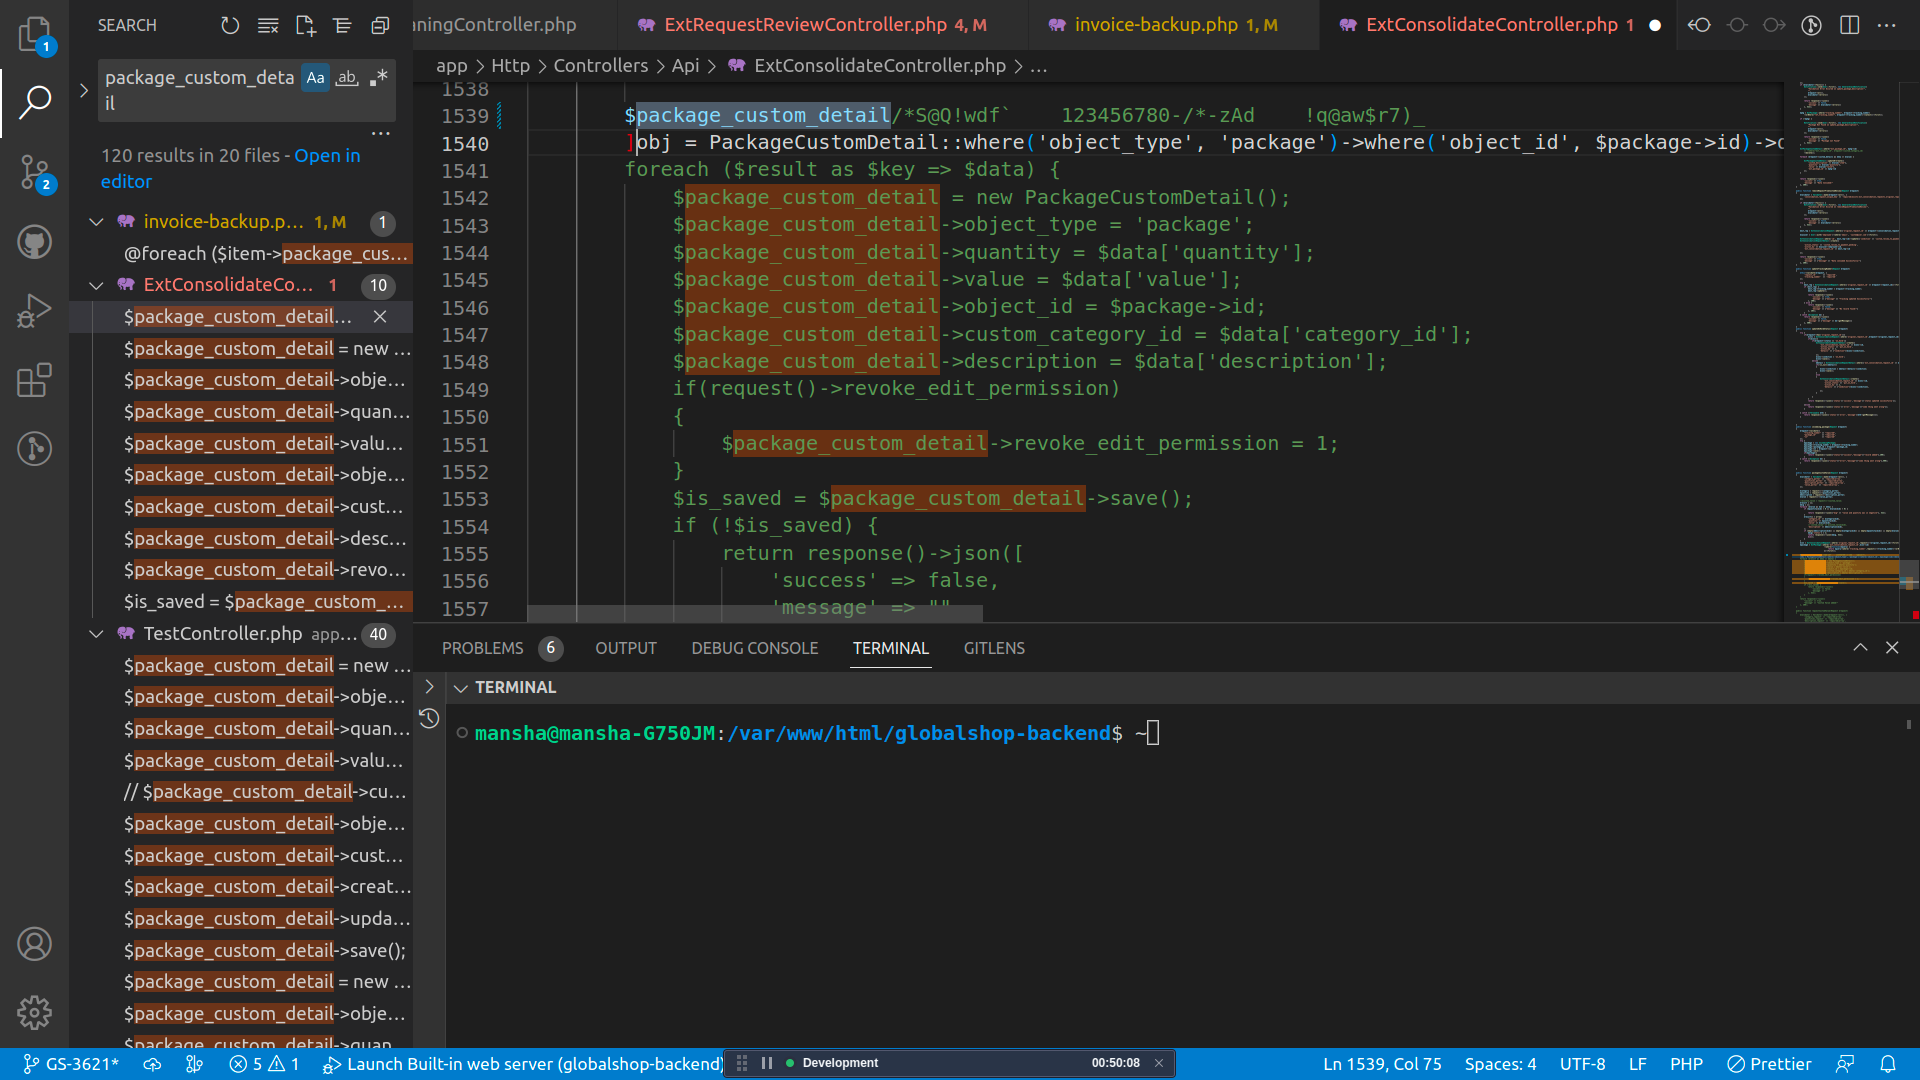 SEARCH
package_custom_deta
il
Aa
ab
.*
120 results in 20 files - Open in
editor
invoice-backup.p... 1, M 1
@foreach ($item->package_cus...
ExtConsolidateCo... 1 10
$package_custom_detail...
$package_custom_detail = new ...
$package_custom_detail->obje...
$package_custom_detail->quan...
$package_custom_detail->valu...
$package_custom_detail->obje...
$package_custom_detail->cust...
$package_custom_detail->desc...
$package_custom_detail->revo...
$is_saved = $package_custom_...
TestController.php app... 40
$package_custom_detail = new ...
$package_custom_detail->obje...
$package_custom_detail->quan...
$package_custom_detail->valu...
// $package_custom_detail->cu...
$package_custom_detail->obje...
$package_custom_detail->cust...
$package_custom_detail->creat...
$package_custom_detail->upda...
$package_custom_detail->save();
$package_custom_detail = new ...
$package_custom_detail->obje...
$package_custom_detail->quan...
1
2
aningController.php
ExtRequestReviewController.php 4, M
invoice-backup.php 1, M
ExtConsolidateController.php 1
app > Http > Controllers > Api > ExtConsolidateController.php > ...
1538
1539 $package_custom_detail/*S@Q!wdf`    123456780-/*-zAd    !q@aw$r7)_
1540 ]obj = PackageCustomDetail::where('object_type', 'package')->where('object_id', $package->id)->
1541 foreach ($result as $key => $data) {
1542 $package_custom_detail = new PackageCustomDetail();
1543 $package_custom_detail->object_type = 'package';
1544 $package_custom_detail->quantity = $data['quantity'];
1545 $package_custom_detail->value = $data['value'];
1546 $package_custom_detail->object_id = $package->id;
1547 $package_custom_detail->custom_category_id = $data['category_id'];
1548 $package_custom_detail->description = $data['description'];
1549 if(request()->revoke_edit_permission)
1550 {
1551 $package_custom_detail->revoke_edit_permission = 1;
1552 }
1553 $is_saved = $package_custom_detail->save();
1554 if (!$is_saved) {
1555 return response()->json([
1556 'success' => false,
1557 'message' => ""
PROBLEMS 6 OUTPUT DEBUG CONSOLE TERMINAL GITLENS
TERMINAL
mansha@mansha-G750JM:/var/www/html/globalshop-backend$ ~
GS-3621* 5 1 Launch Built-in web server (globalshop-backend) Development 00:50:08 Ln 1539, Col 75 Spaces: 4 UTF-8 LF PHP Prettier